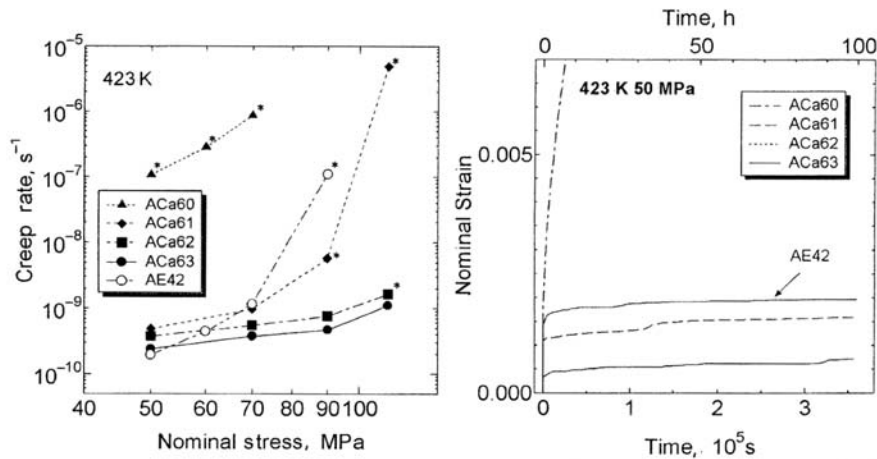 10⁻⁵
10⁻⁶
10⁻⁷
10⁻⁸
10⁻⁹
10⁻¹⁰
Creep rate, s⁻¹
423 K
*
*
*
*
*
*
*
ACa60
ACa61
ACa62
ACa63
AE42
40 50 60 70 80 90 100
Nominal stress, MPa
Time, h
0 50 100
423 K 50 MPa
ACa60
ACa61
ACa62
ACa63
0.005
0.000
Nominal Strain
AE42
0 1 2 3
Time, 10⁵s